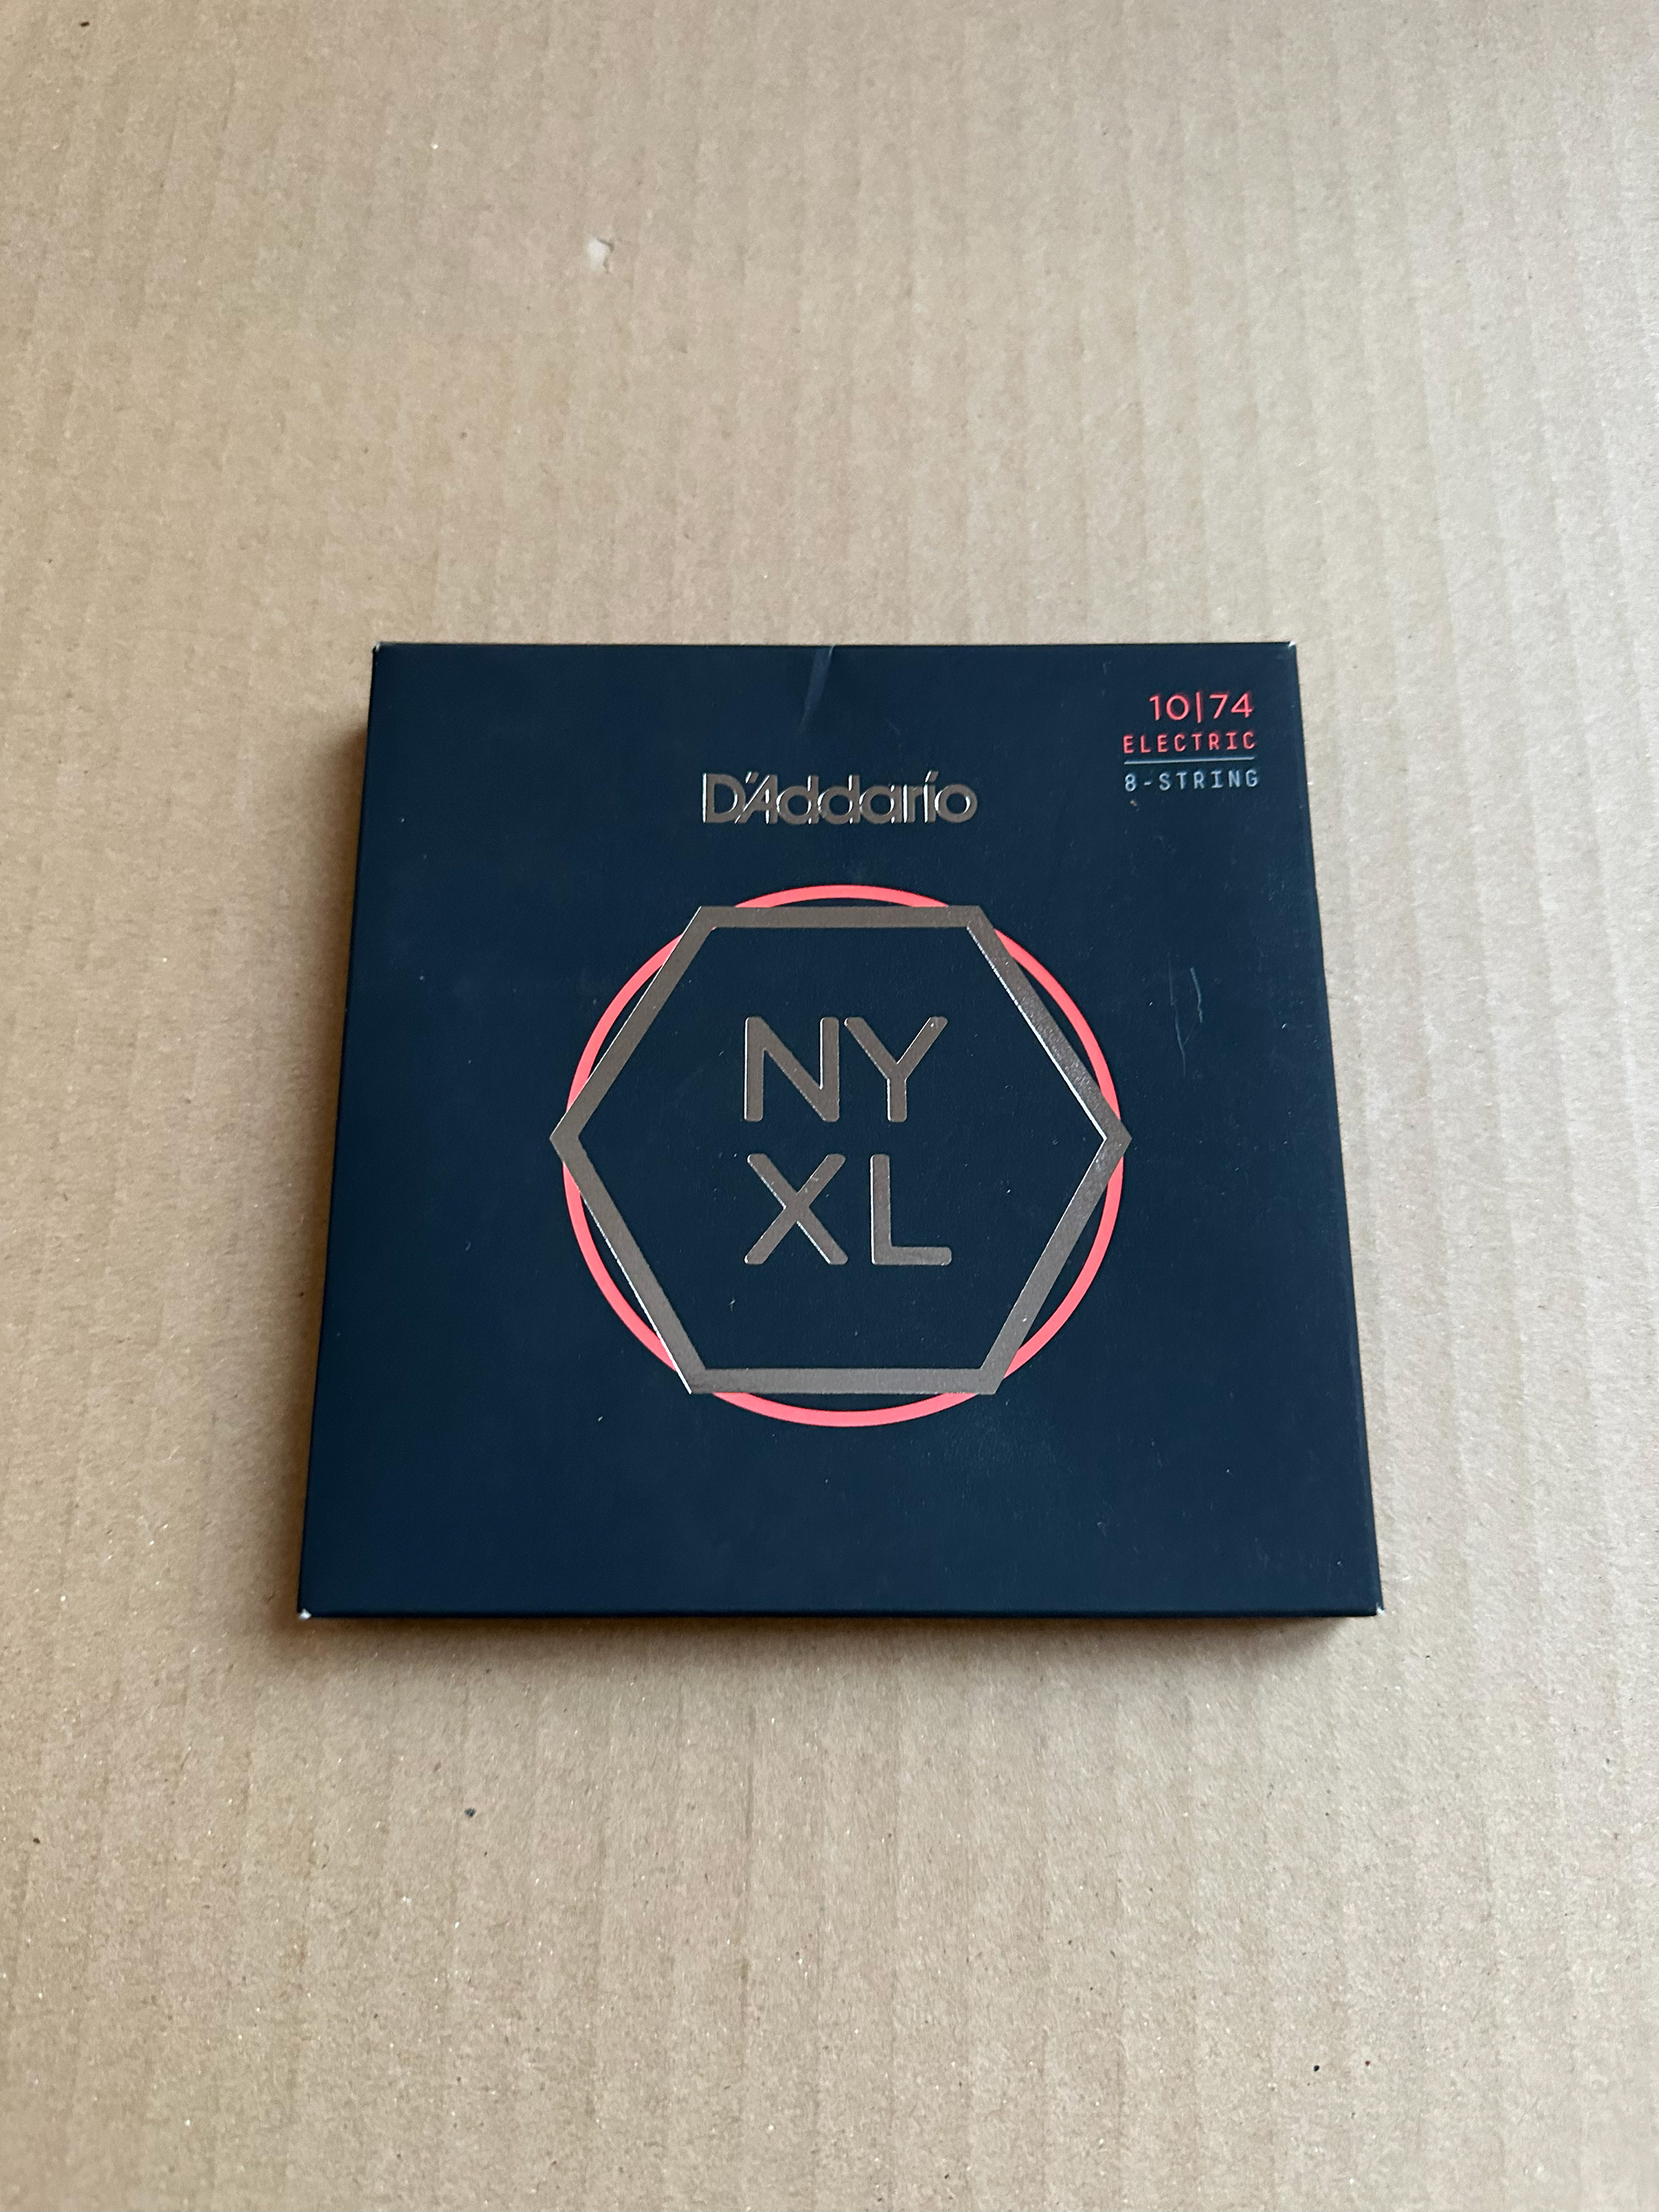 10|74
ELECTRIC
8-STRING
D'Addario
NY
XL